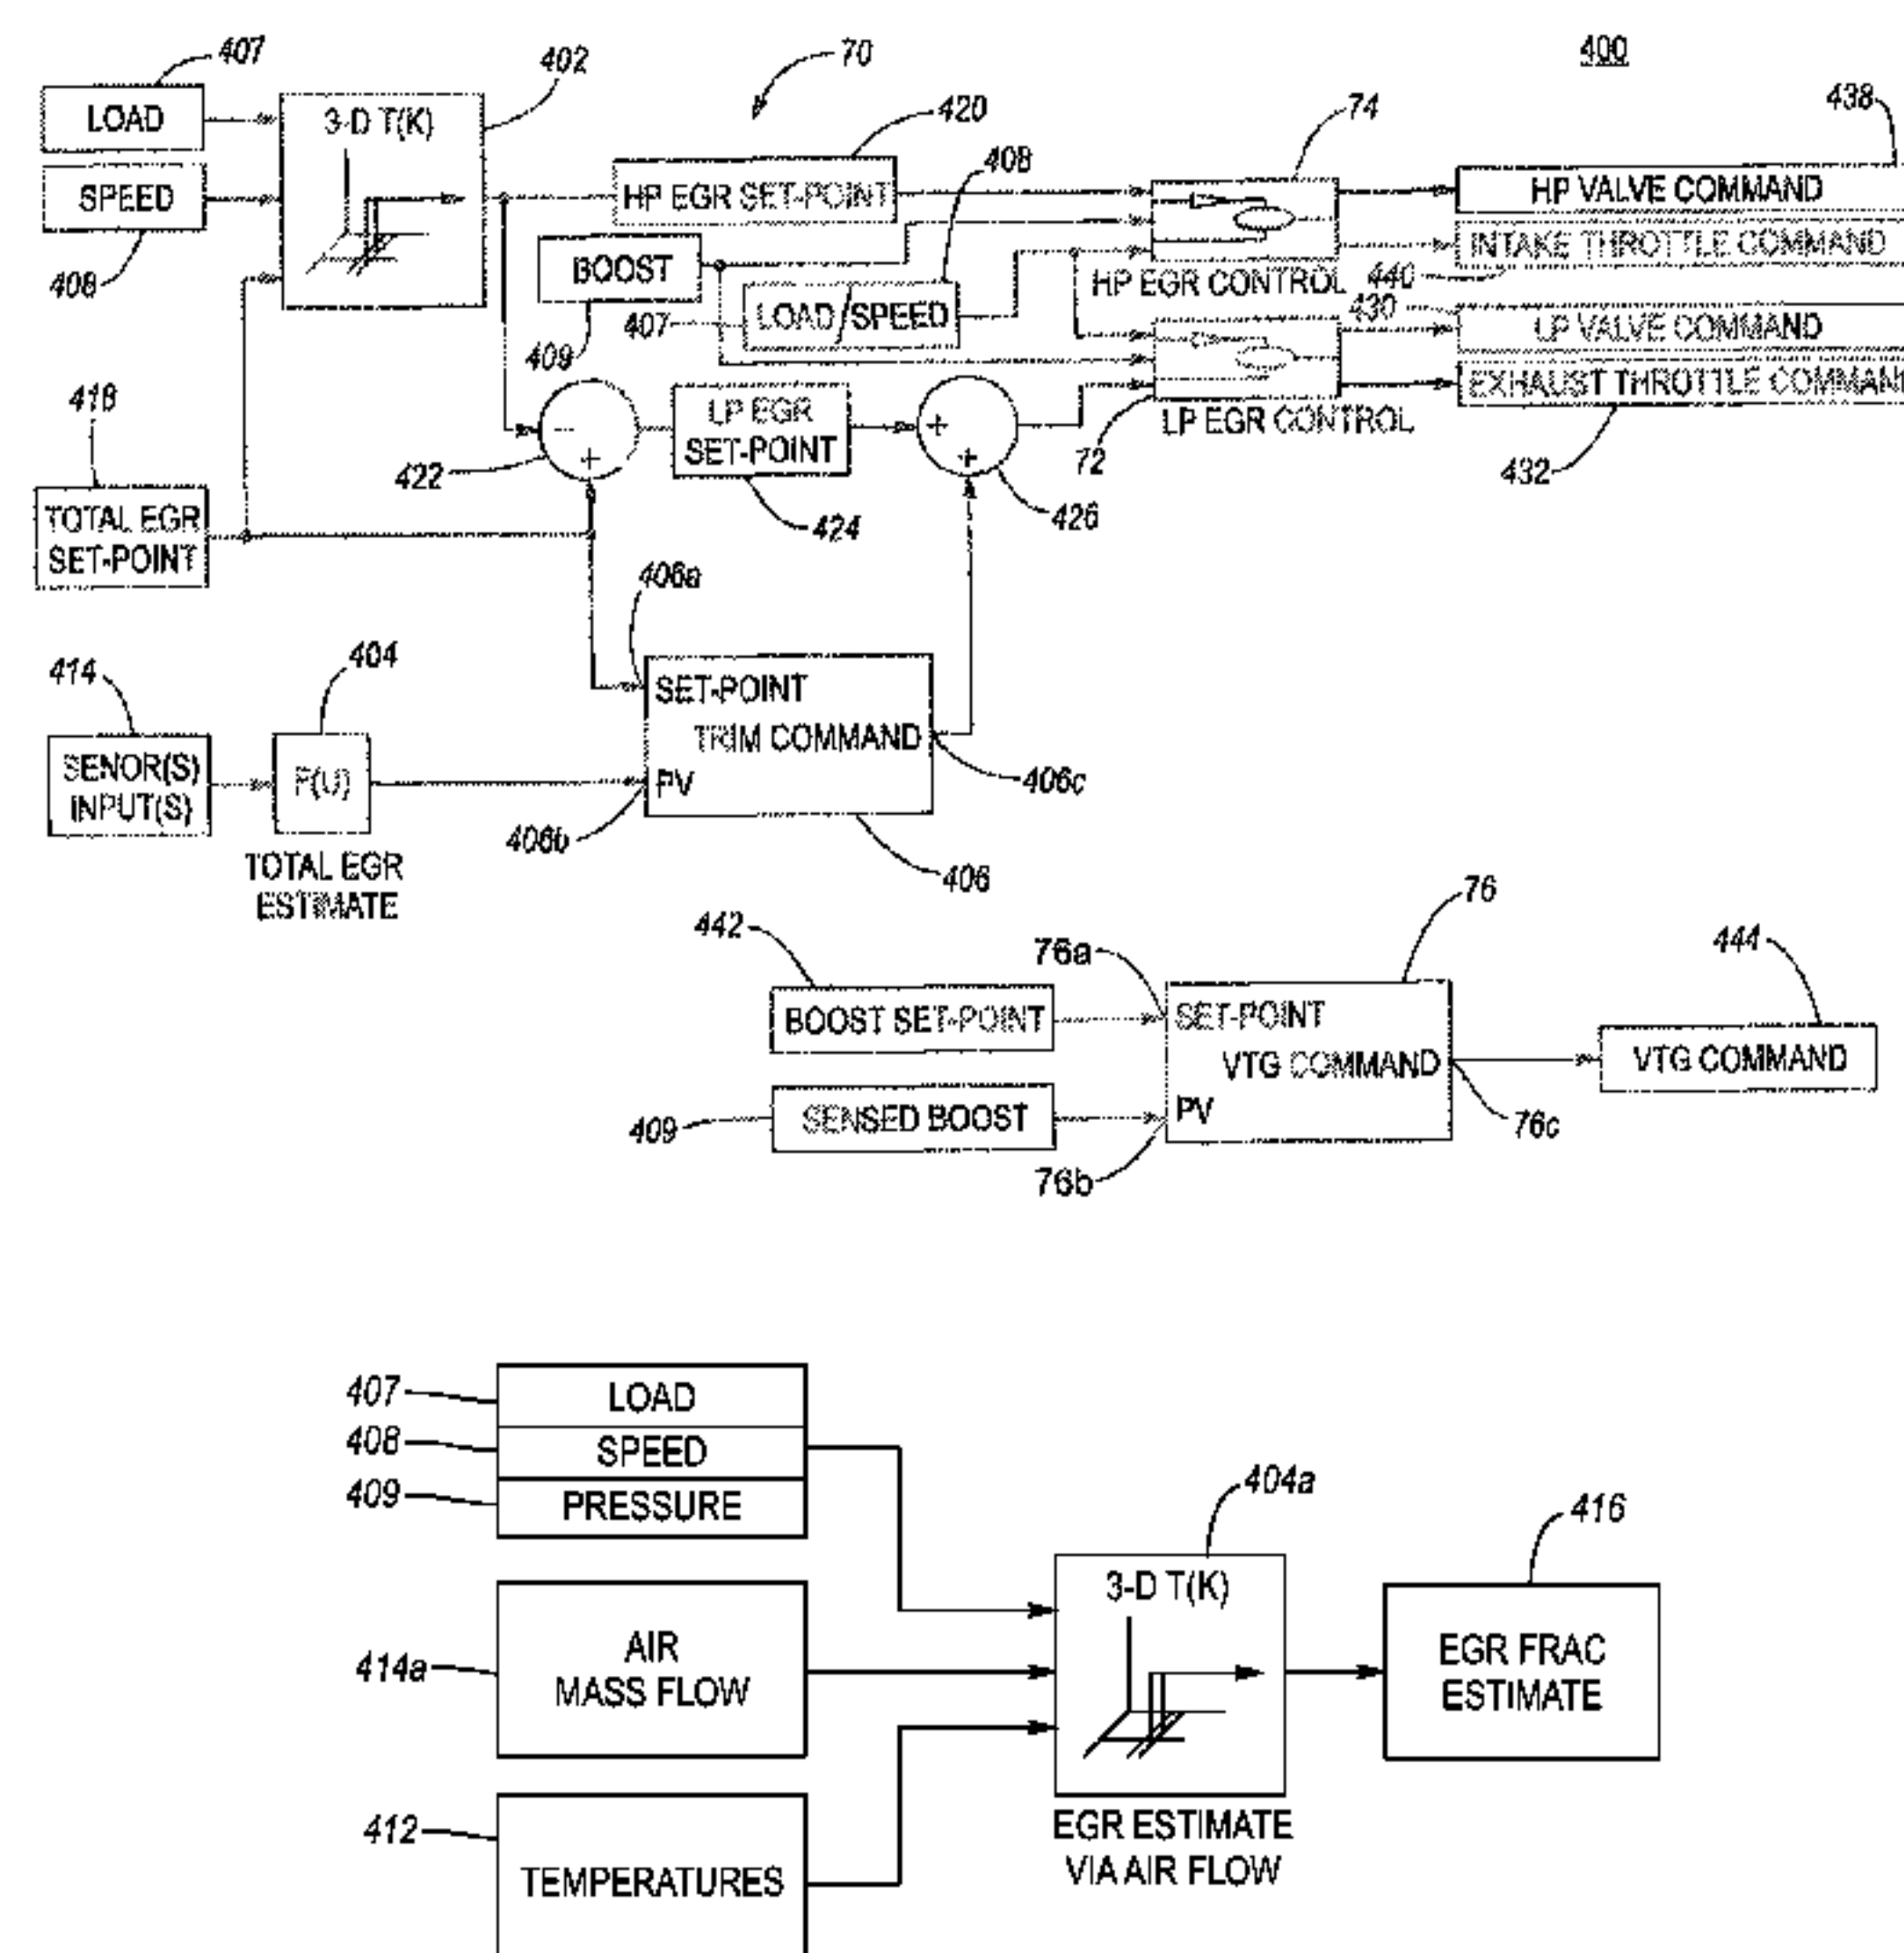 407
402
70
400
LOAD
3-D T(K)
420
74
438
408
SPEED
HP EGR SET-POINT
HP VALVE COMMAND
408
BOOST
INTAKE THROTTLE COMMAND
HP EGR CONTROL
440
407
LOAD/SPEED
430
LP VALVE COMMAND
409
418
LP EGR
SET-POINT
EXHAUST THROTTLE COMMAND
LP EGR CONTROL
-
+
+
+
422
72
432
TOTAL EGR
SET-POINT
424
426
406a
404
414
SET-POINT
TRIM COMMAND
SENOR(S)
INPUT(S)
F(U)
PV
406c
406b
TOTAL EGR
ESTIMATE
406
76
442
76a
444
BOOST SET-POINT
SET-POINT
VTG COMMAND
VTG COMMAND
409
SENSED BOOST
PV
76c
76b
407
LOAD
408
SPEED
404a
409
PRESSURE
416
3-D T(K)
AIR
MASS FLOW
414a
EGR FRAC
ESTIMATE
412
EGR ESTIMATE
VIA AIR FLOW
TEMPERATURES